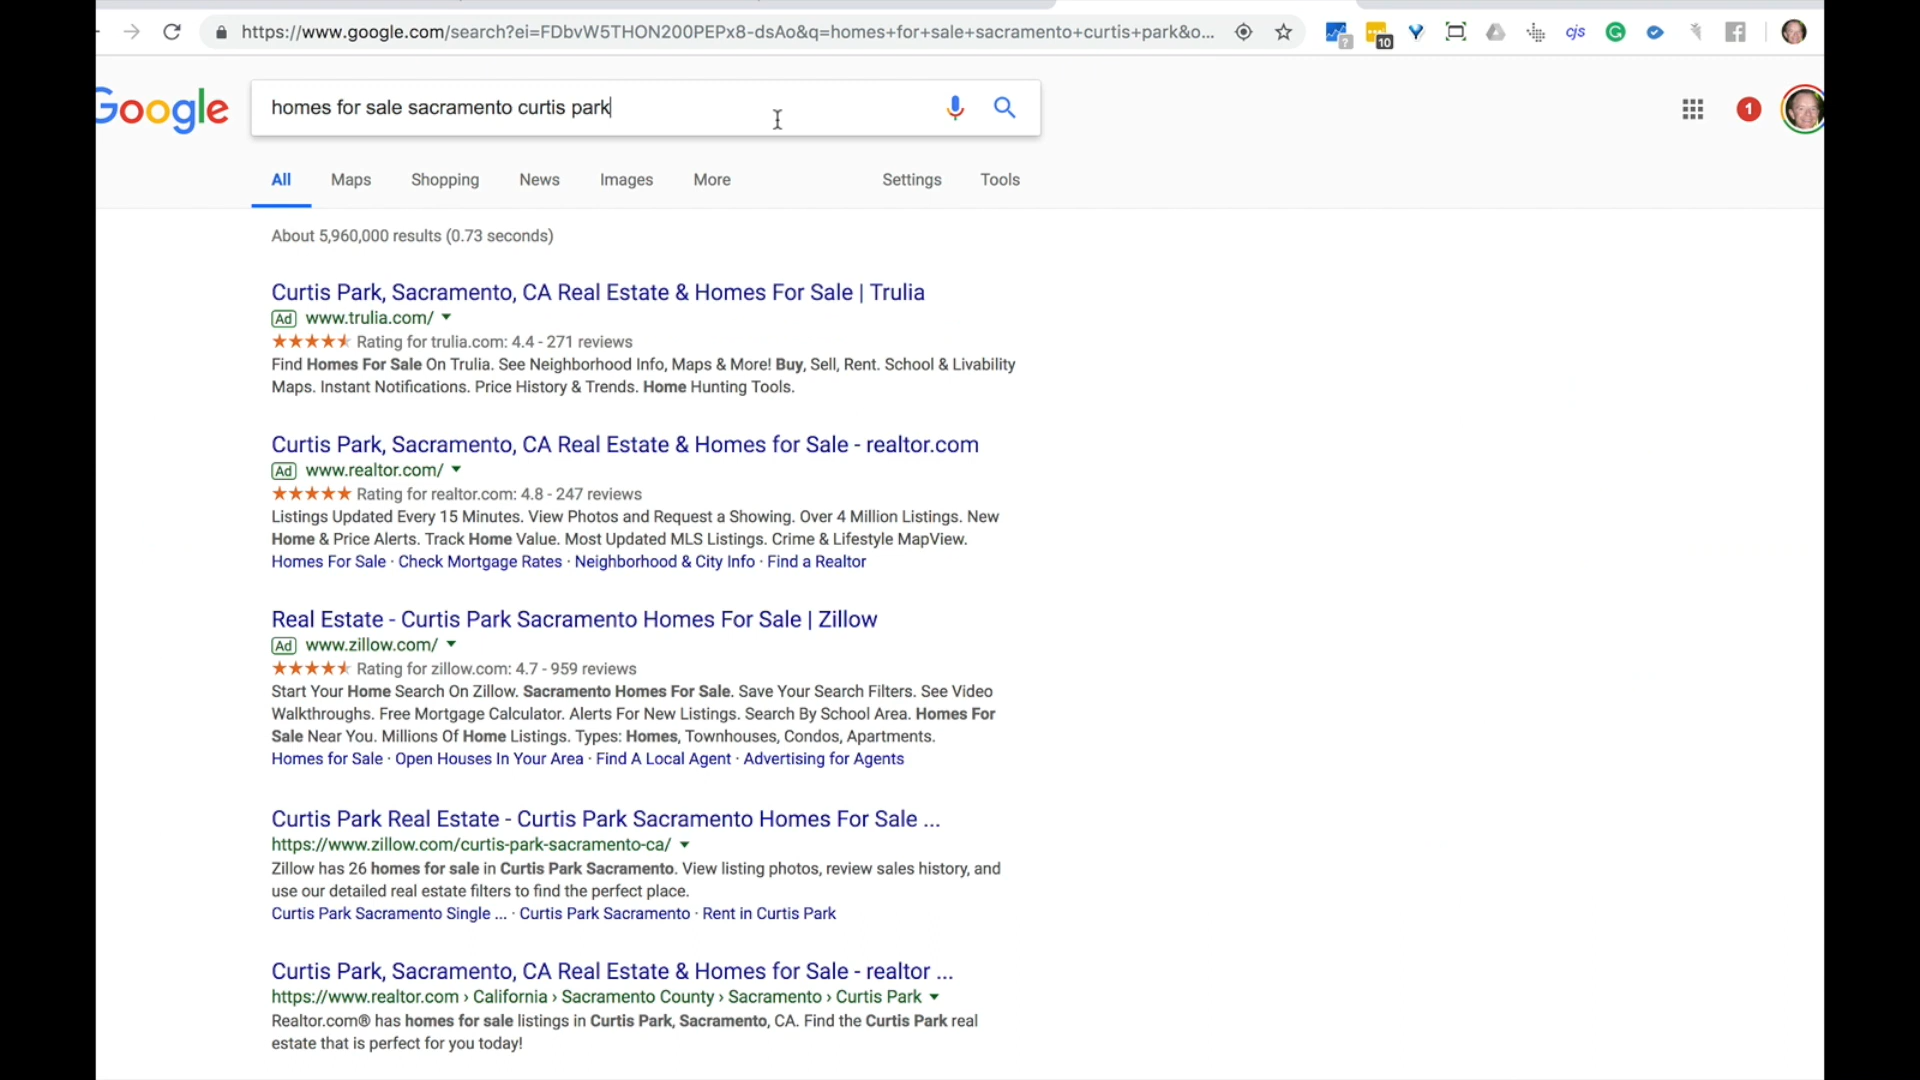 https://www.google.com/search?ei=FDbvW5THON200PEPx8-dsAo&q=homes+for+sale+sacramento+curtis+park&o...
?
10
cjs
Google
homes for sale sacramento curtis park
1
All Maps Shopping News Images More Settings Tools
About 5,960,000 results (0.73 seconds)
Curtis Park, Sacramento, CA Real Estate & Homes For Sale | Trulia
Ad www.trulia.com/
Rating for trulia.com: 4.4 - 271 reviews
Find Homes For Sale On Trulia. See Neighborhood Info, Maps & More! Buy, Sell, Rent. School & Livability
Maps. Instant Notifications. Price History & Trends. Home Hunting Tools.
Curtis Park, Sacramento, CA Real Estate & Homes for Sale - realtor.com
Ad www.realtor.com/
Rating for realtor.com: 4.8 - 247 reviews
Listings Updated Every 15 Minutes. View Photos and Request a Showing. Over 4 Million Listings. New
Home & Price Alerts. Track Home Value. Most Updated MLS Listings. Crime & Lifestyle MapView.
Homes For Sale · Check Mortgage Rates · Neighborhood & City Info · Find a Realtor
Real Estate - Curtis Park Sacramento Homes For Sale | Zillow
Ad www.zillow.com/
Rating for zillow.com: 4.7 - 959 reviews
Start Your Home Search On Zillow. Sacramento Homes For Sale. Save Your Search Filters. See Video
Walkthroughs. Free Mortgage Calculator. Alerts For New Listings. Search By School Area. Homes For
Sale Near You. Millions Of Home Listings. Types: Homes, Townhouses, Condos, Apartments.
Homes for Sale · Open Houses In Your Area · Find A Local Agent · Advertising for Agents
Curtis Park Real Estate - Curtis Park Sacramento Homes For Sale ...
https://www.zillow.com/curtis-park-sacramento-ca/
Zillow has 26 homes for sale in Curtis Park Sacramento. View listing photos, review sales history, and
use our detailed real estate filters to find the perfect place.
Curtis Park Sacramento Single ... · Curtis Park Sacramento · Rent in Curtis Park
Curtis Park, Sacramento, CA Real Estate & Homes for Sale - realtor ...
https://www.realtor.com › California › Sacramento County › Sacramento › Curtis Park
Realtor.com® has homes for sale listings in Curtis Park, Sacramento, CA. Find the Curtis Park real
estate that is perfect for you today!